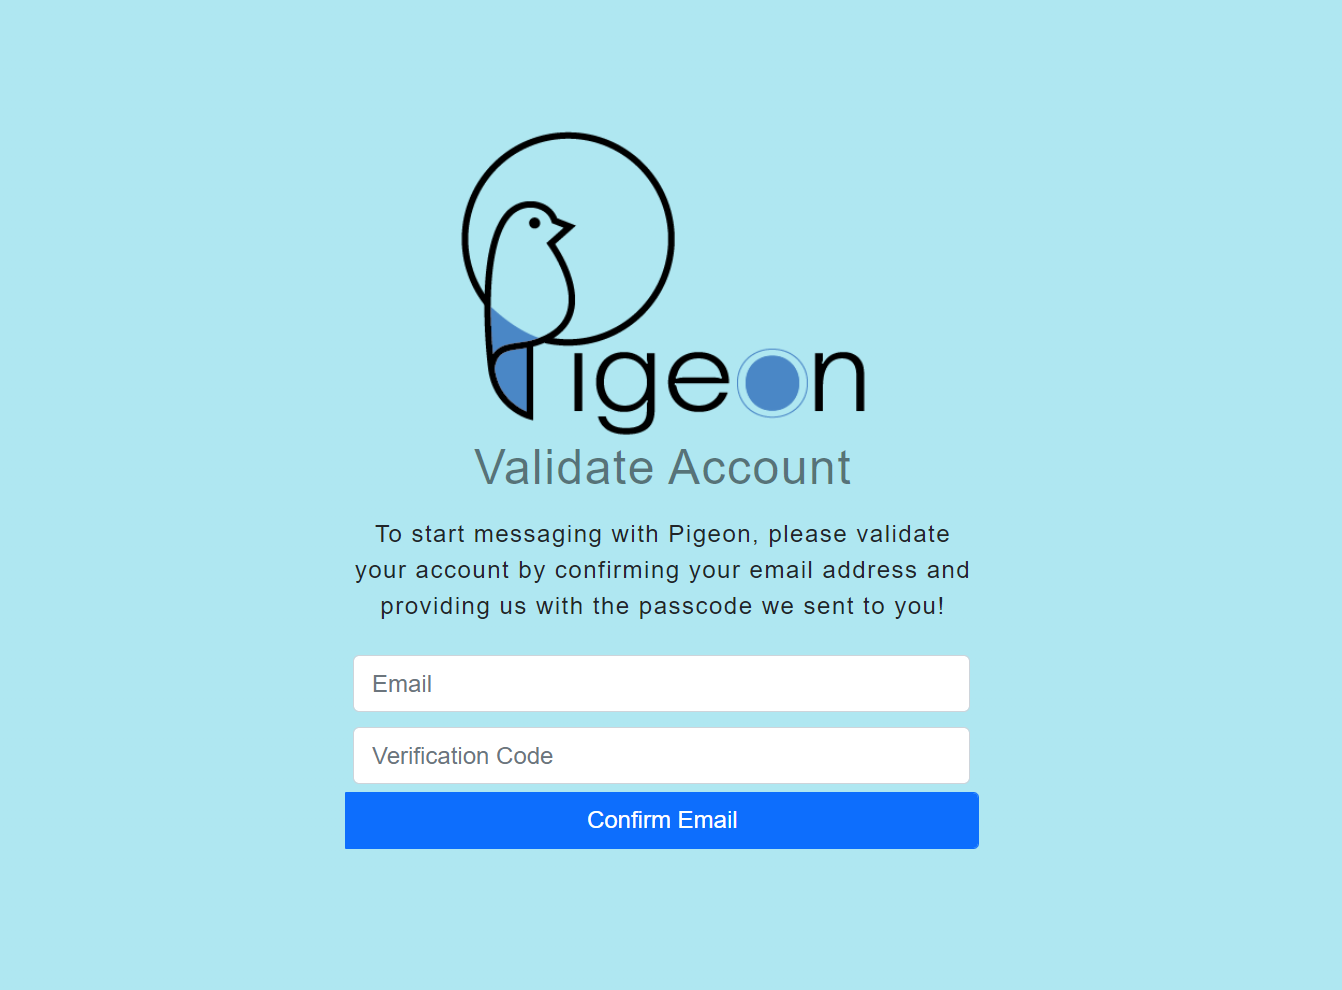 Pigeon
Validate Account
To start messaging with Pigeon, please validate
your account by confirming your email address and
providing us with the passcode we sent to you!
Email
Verification Code
Confirm Email